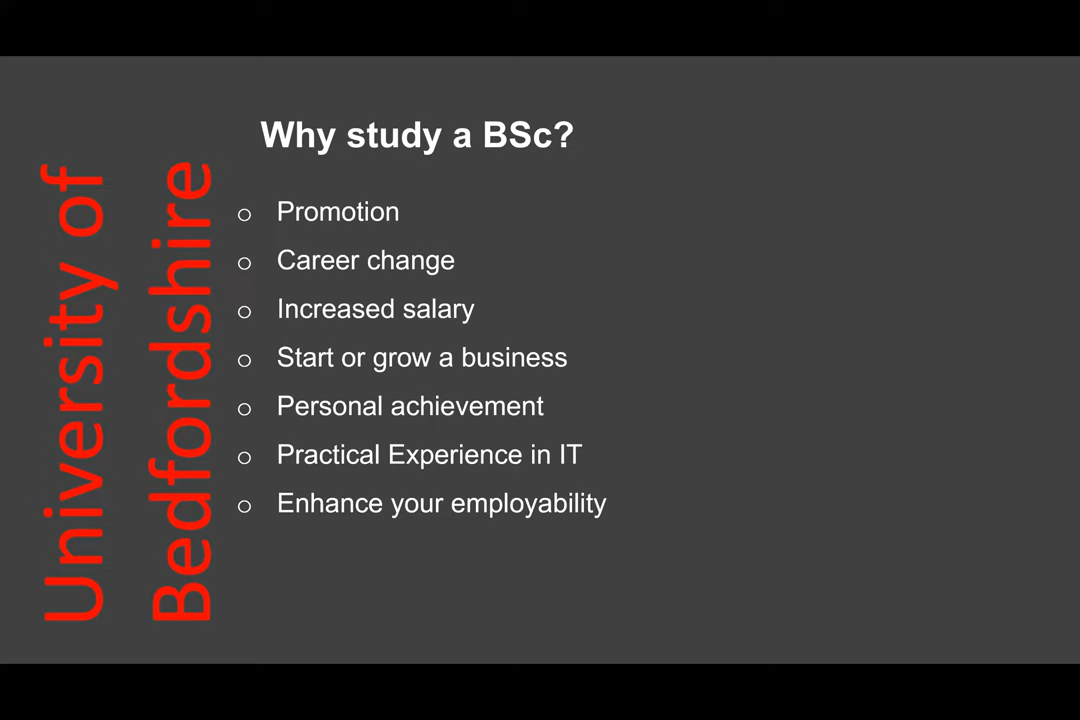 University of
Bedfordshire
Why study a BSc?
o Promotion
o Career change
o Increased salary
o Start or grow a business
o Personal achievement
o Practical Experience in IT
o Enhance your employability